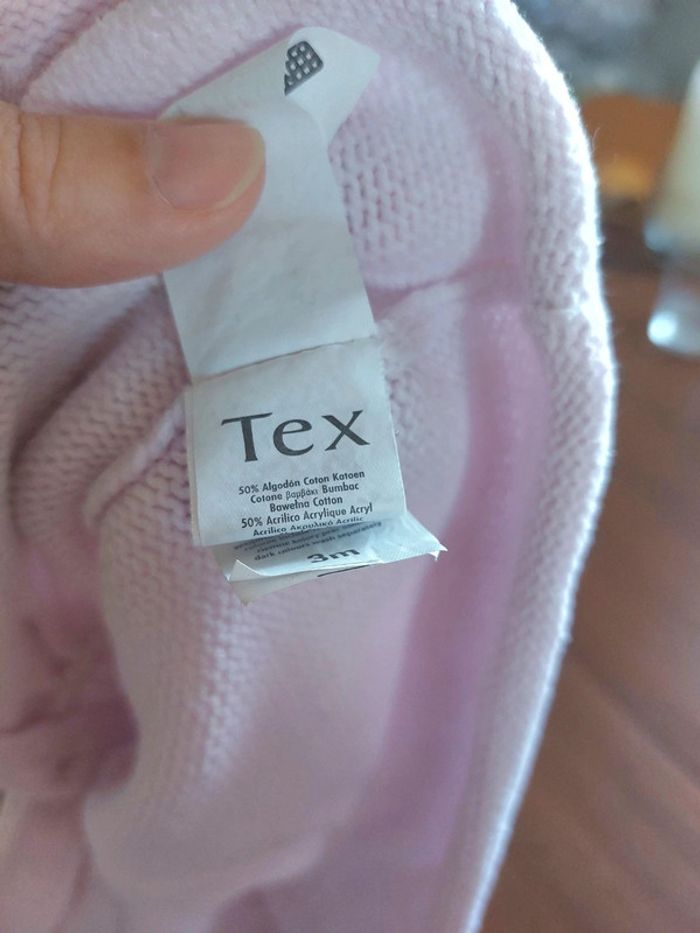 Tex
50% Algodón Coton Katoen
Cotone βαμβάκι Bumbac
Bawełna Cotton
50% Acrilico Acrylique Acryl
Acrilico Ακρυλικό Acrilic
dark colours wash separately
3m